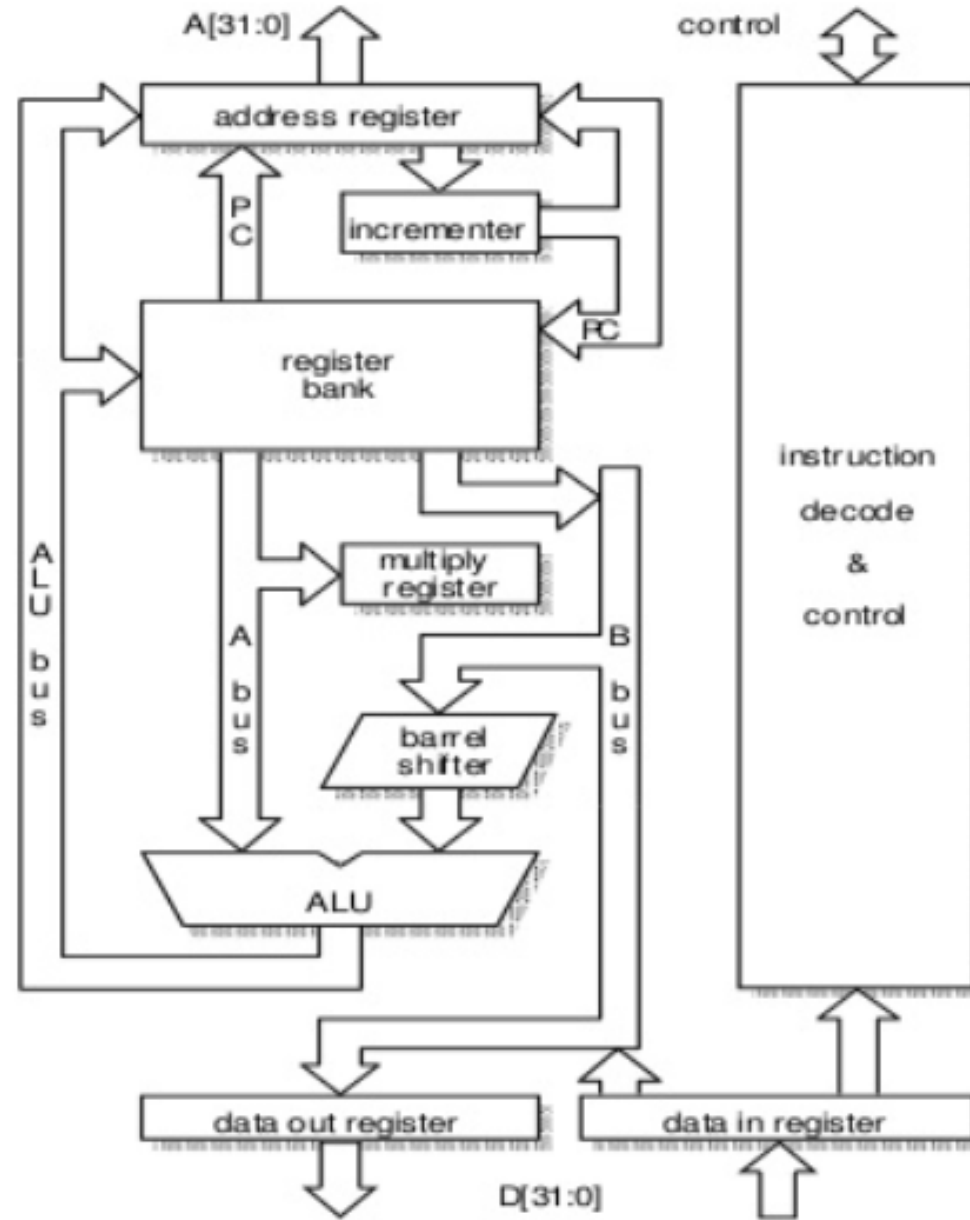 A[31:0]
control
address register
P
C
incrementer
PC
register
bank
instruction
decode
&
control
multiply
register
A
L
U
b
u
s
A
b
u
s
B
b
u
s
barrel
shifter
ALU
data out register
data in register
D[31:0]